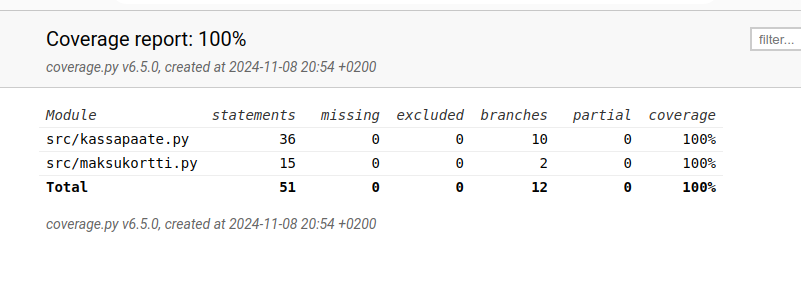 Coverage report: 100%
filter...
coverage.py v6.5.0, created at 2024-11-08 20:54 +0200
Module statements missing excluded branches partial coverage
src/kassapaate.py 36 0 0 10 0 100%
src/maksukortti.py 15 0 0 2 0 100%
Total 51 0 0 12 0 100%
coverage.py v6.5.0, created at 2024-11-08 20:54 +0200